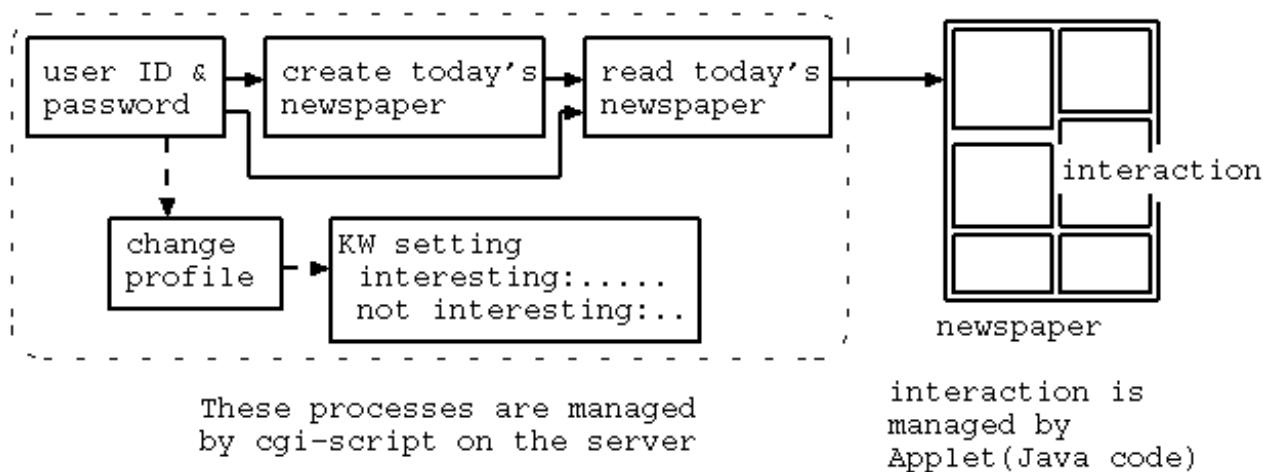 user ID &
password
create today's
newspaper
read today's
newspaper
interaction
change
profile
KW setting
interesting:.....
not interesting:..
newspaper
These processes are managed
by cgi-script on the server
interaction is
managed by
Applet(Java code)